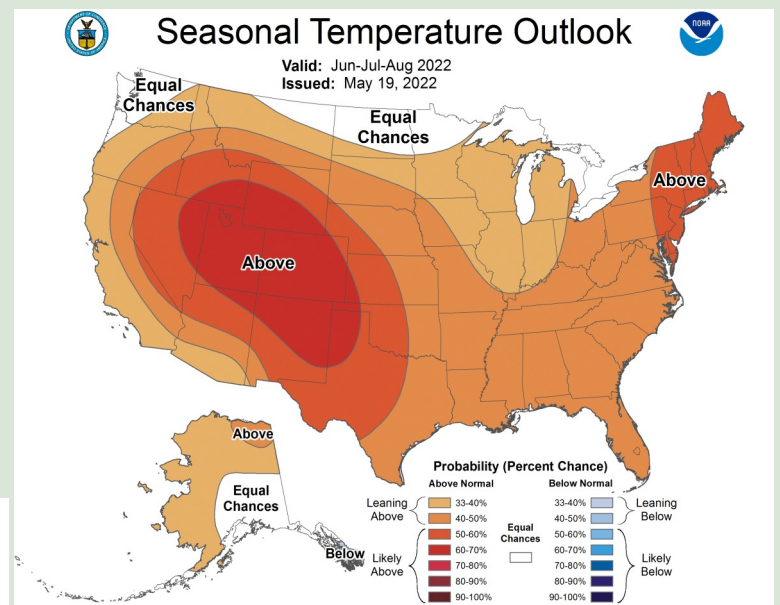 Seasonal Temperature Outlook
NOAA
Valid: Jun-Jul-Aug 2022
Issued: May 19, 2022
Equal
Chances
Equal
Chances
Above
Above
Above
Equal
Chances
Below
Probability (Percent Chance)
Above Normal
Below Normal
Leaning
Above
33-40%
40-50%
Likely
Above
50-60%
60-70%
70-80%
80-90%
90-100%
Equal
Chances
33-40%
40-50%
Leaning
Below
50-60%
60-70%
70-80%
80-90%
90-100%
Likely
Below